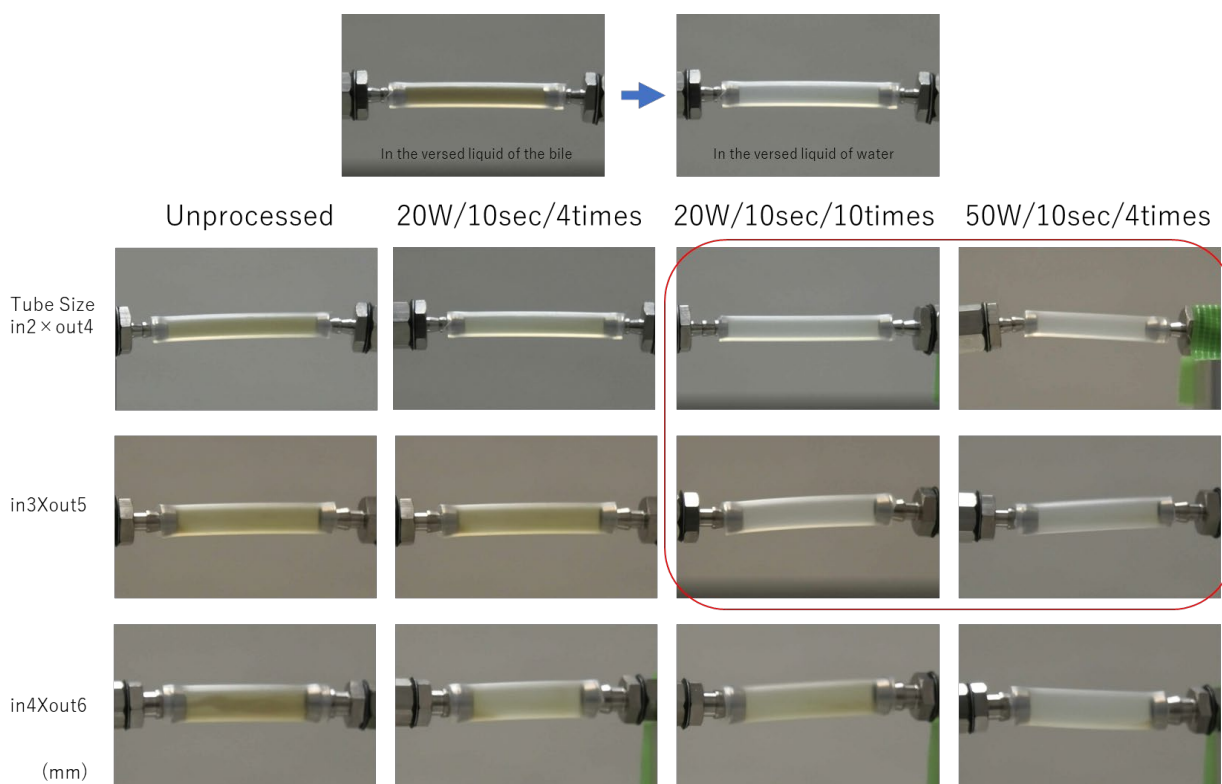 In the versed liquid of the bile
In the versed liquid of water
Unprocessed
20W/10sec/4times
20W/10sec/10times
50W/10sec/4times
Tube Size
in2×out4
in3Xout5
in4Xout6
(mm)